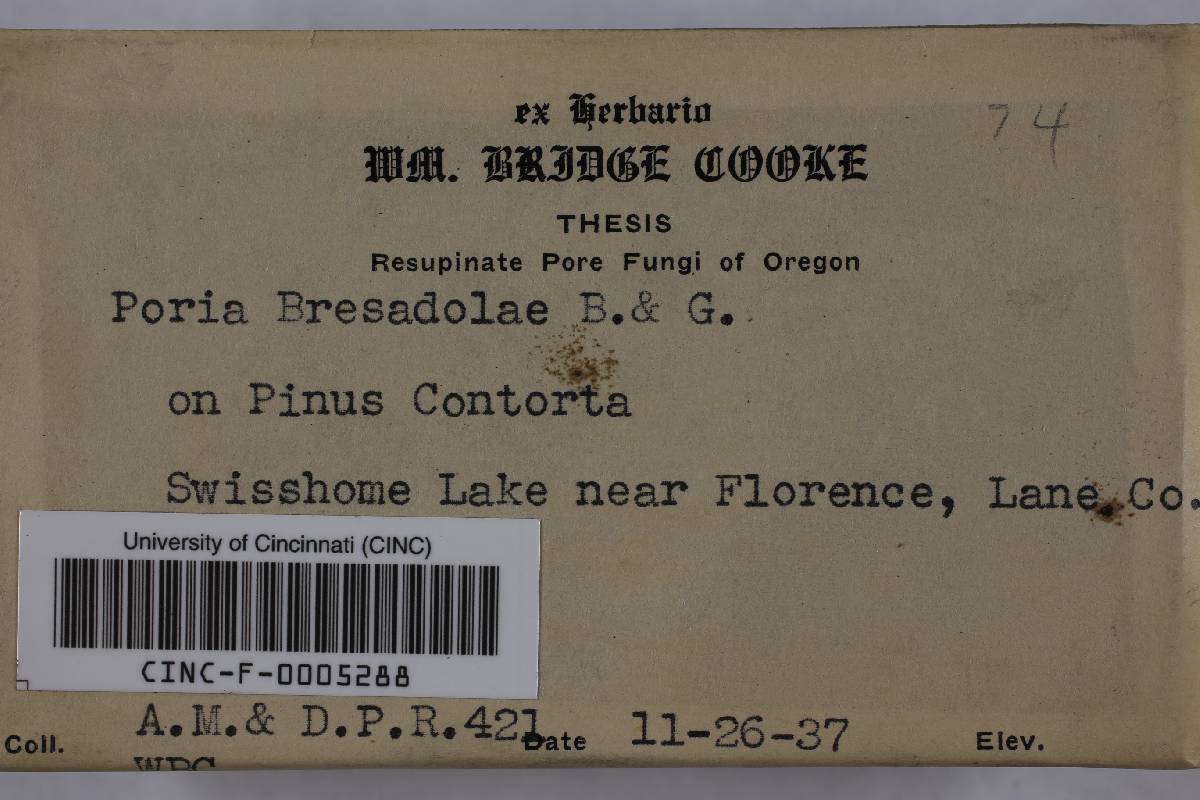 ex Herbario
74
WM. BRIDGE COOKE
THESIS
Resupinate Pore Fungi of Oregon
Poria Bresadolae B.& G.
on Pinus Contorta
Swisshome Lake near Florence, Lane Co.
University of Cincinnati (CINC)
CINC-F-0005288
Coll. A.M.& D.P.R.421 Date 11-26-37 Elev.